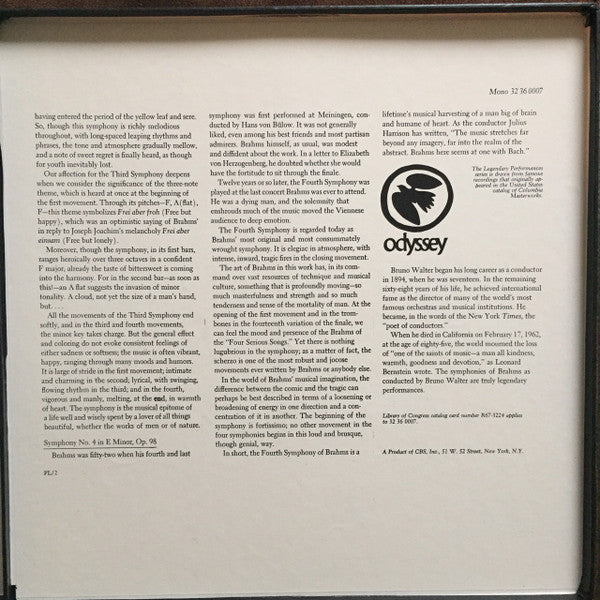 Mono 32 36 0007
having entered the period of the yellow leaf and sere.
So, though this symphony is richly melodious
throughout, with long-spaced leaping rhythms and
phrases, the tone and atmosphere gradually mellow,
and a note of sweet regret is finally heard, as though
for youth inevitably lost.
Our affection for the Third Symphony deepens
when we consider the significance of the three-note
theme, which is heard at once at the beginning of
the first movement. Through its pitches—F, A(flat),
F—this theme symbolizes Frei aber froh (Free but
happy), which was an optimistic saying of Brahms'
in reply to Joseph Joachim's melancholy Frei aber
einsam (Free but lonely).
Moreover, though the symphony, in its first bars,
ranges heroically over three octaves in a confident
F major, already the taste of bittersweet is coming
into the harmony. For in the second bar—as soon as
this!—an A flat suggests the invasion of minor
tonality. A cloud, not yet the size of a man's hand,
but. . . .
All the movements of the Third Symphony end
softly, and in the third and fourth movements,
the minor key takes charge. But the general effect
and coloring do not evoke consistent feelings of
either sadness or softness; the music is often vibrant,
happy, ranging through many moods and humors.
It is large of stride in the first movement; intimate
and charming in the second; lyrical, with swinging,
flowing rhythm in the third; and in the fourth,
vigorous and manly, melting, at the end, in warmth
of heart. The symphony is the musical epitome of
a life well and wisely spent by a lover of all things
beautiful, whether the works of men or of nature.
Symphony No. 4 in E Minor, Op. 98
Brahms was fifty-two when his fourth and last
PL/2
symphony was first performed at Meiningen, con-
ducted by Hans von Bülow. It was not generally
liked, even among his best friends and most partisan
admirers. Brahms himself, as usual, was modest
and diffident about the work. In a letter to Elizabeth
von Herzogenberg, he doubted whether she would
have the fortitude to sit through the finale.
Twelve years or so later, the Fourth Symphony was
played at the last concert Brahms was ever to attend.
He was a dying man, and the solemnity that
enshrouds much of the music moved the Viennese
audience to deep emotion.
The Fourth Symphony is regarded today as
Brahms' most original and most consummately
wrought symphony. It is elegiac in atmosphere, with
intense, inward, tragic fires in the closing movement.
The art of Brahms in this work has, in its com-
mand over vast resources of technique and musical
culture, something that is profoundly moving—so
much masterfulness and strength and so much
tenderness and sense of the mortality of man. At the
opening of the first movement and in the trom-
bones in the fourteenth variation of the finale, we
can feel the mood and presence of the Brahms of
the "Four Serious Songs." Yet there is nothing
lugubrious in the symphony; as a matter of fact, the
scherzo is one of the most robust and jocose
movements ever written by Brahms or anybody else.
In the world of Brahms' musical imagination, the
difference between the comic and the tragic can
perhaps be best described in terms of a loosening or
broadening of energy in one direction and a con-
centration of it in another. The beginning of the
symphony is fortissimo; no other movement in the
four symphonies begins in this loud and brusque,
though genial, way.
In short, the Fourth Symphony of Brahms is a
lifetime's musical harvesting of a man big of brain
and humane of heart. As the conductor Julius
Harrison has written, "The music stretches far
beyond any imagery, far into the realm of the
abstract. Brahms here seems at one with Bach."
The Legendary Performances
series is drawn from famous
recordings that originally ap-
peared in the United States
catalog of Columbia
Masterworks.
odyssey
Bruno Walter began his long career as a conductor
in 1894, when he was seventeen. In the remaining
sixty-eight years of his life, he achieved international
fame as the director of many of the world's most
famous orchestras and musical institutions. He
became, in the words of the New York Times, the
"poet of conductors."
When he died in California on February 17, 1962,
at the age of eighty-five, the world mourned the loss
of "one of the saints of music—a man all kindness,
warmth, goodness and devotion," as Leonard
Bernstein wrote. The symphonies of Brahms as
conducted by Bruno Walter are truly legendary
performances.
Library of Congress catalog card number R67-3224 applies
to 32 36 0007.
A Product of CBS, Inc., 51 W. 52 Street, New York, N.Y.